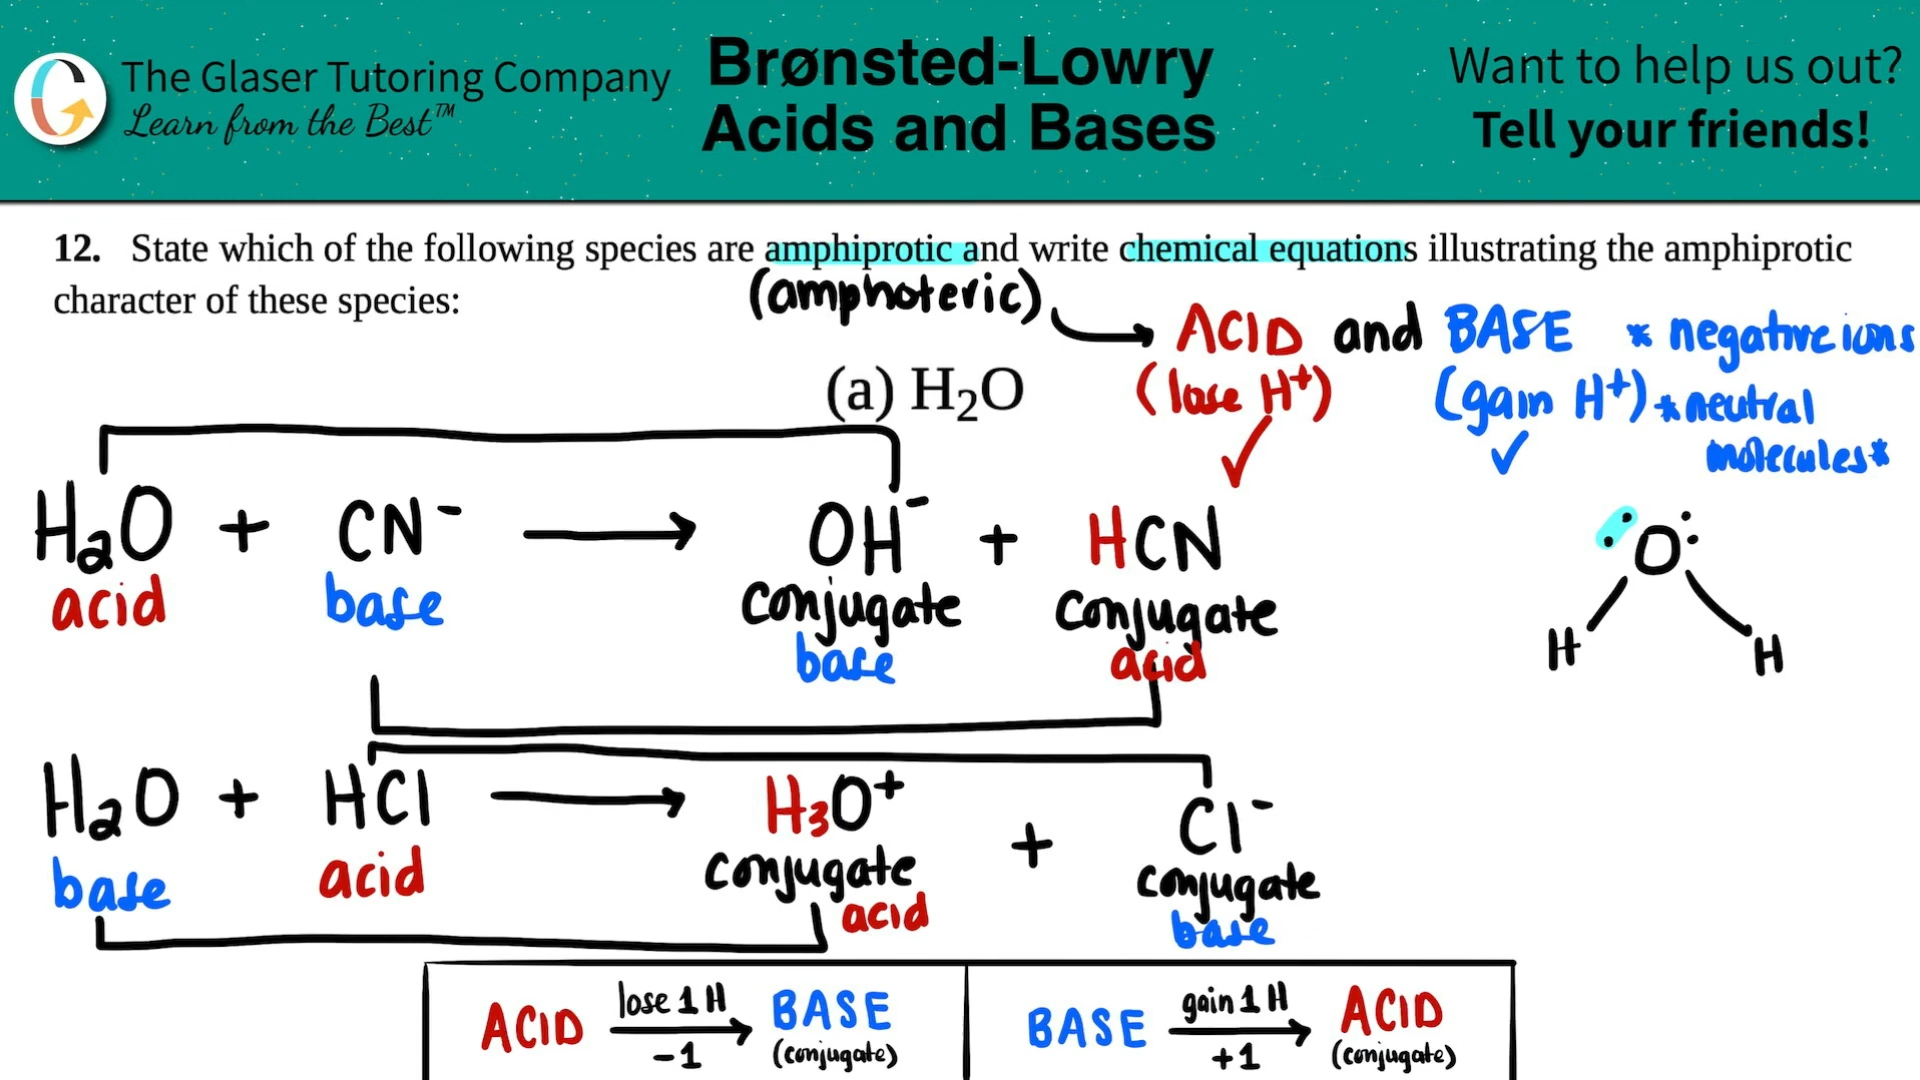 The Glaser Tutoring Company
Learn from the Best™
Brønsted-Lowry
Acids and Bases
Want to help us out?
Tell your friends!
12. State which of the following species are amphiprotic and write chemical equations illustrating the amphiprotic
character of these species:
(amphoteric)
ACID and BASE * negative ions
(lose H⁺) (gain H⁺) * neutral
molecules*
✓ ✓
(a) H₂O
H₂O + CN⁻ → OH⁻ + HCN
acid base conjugate conjugate
base acid
:O:
H H
H₂O + HCl → H₃O⁺ + Cl⁻
base acid conjugate conjugate
acid base
lose 1 H gain 1 H
ACID → BASE BASE → ACID
-1 (conjugate) +1 (conjugate)